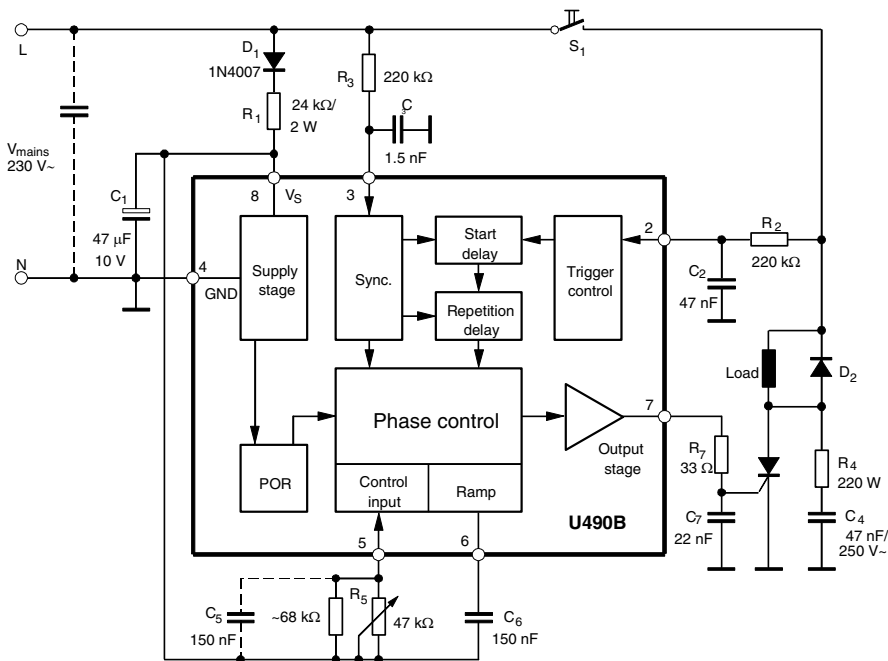 L
D1
1N4007
R1
24 kΩ/
2 W
R3
220 kΩ
C3
1.5 nF
S1
Vmains
230 V~
C1
47 µF
10 V
N
8
VS
3
4
GND
Supply
stage
Sync.
Start
delay
Repetition
delay
Trigger
control
2
R2
220 kΩ
C2
47 nF
Load
D2
Phase control
7
Output
stage
POR
Control
input
Ramp
U490B
R7
33 Ω
C7
22 nF
R4
220 W
C4
47 nF/
250 V~
5
6
C5
150 nF
~68 kΩ
R5
47 kΩ
C6
150 nF